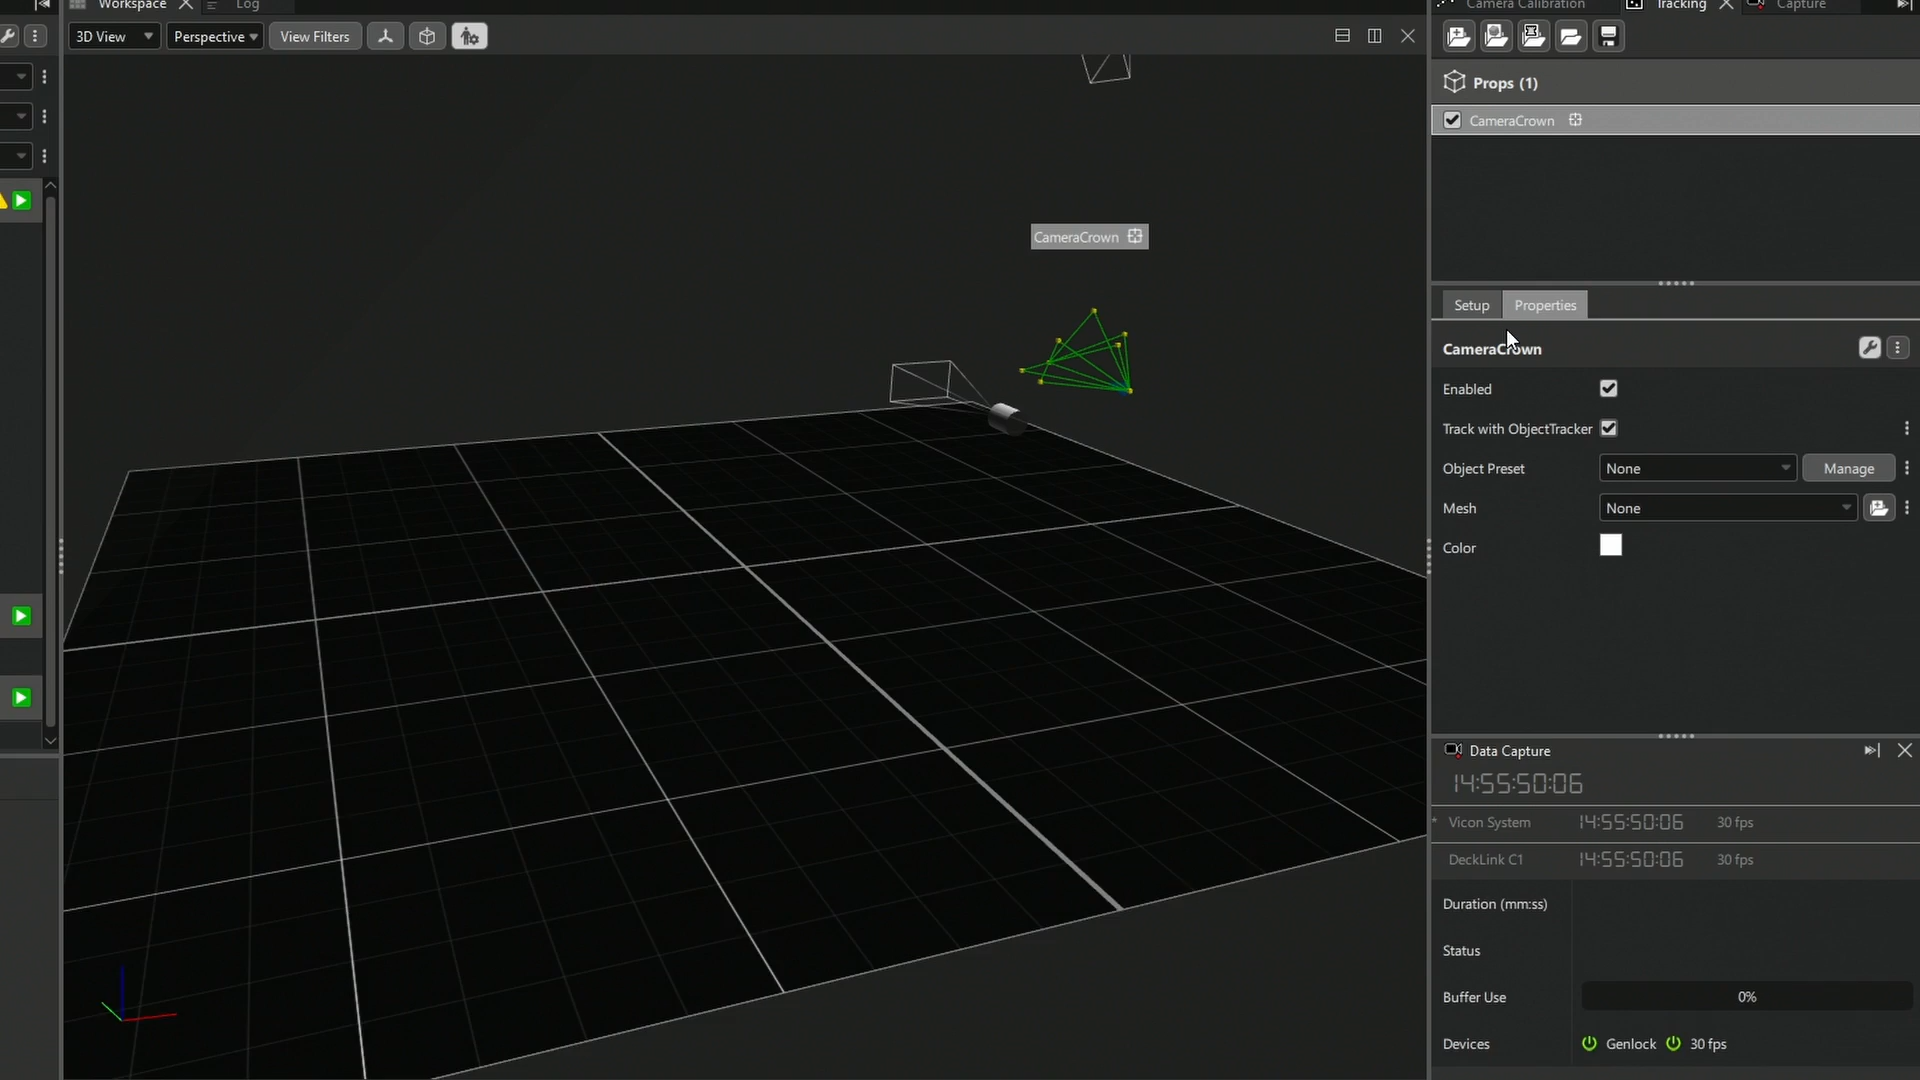 Workspace
Log
3D View
Perspective
View Filters
CameraCrown
Camera Calibration
Tracking
Capture
Props (1)
CameraCrown
Setup
Properties
CameraCrown
Enabled
Track with ObjectTracker
Object Preset
None
Manage
Mesh
None
Color
Data Capture
14:55:50:06
* Vicon System 14:55:50:06 30 fps
DeckLink C1 14:55:50:06 30 fps
Duration (mm:ss)
Status
Buffer Use
0%
Devices
Genlock
30 fps